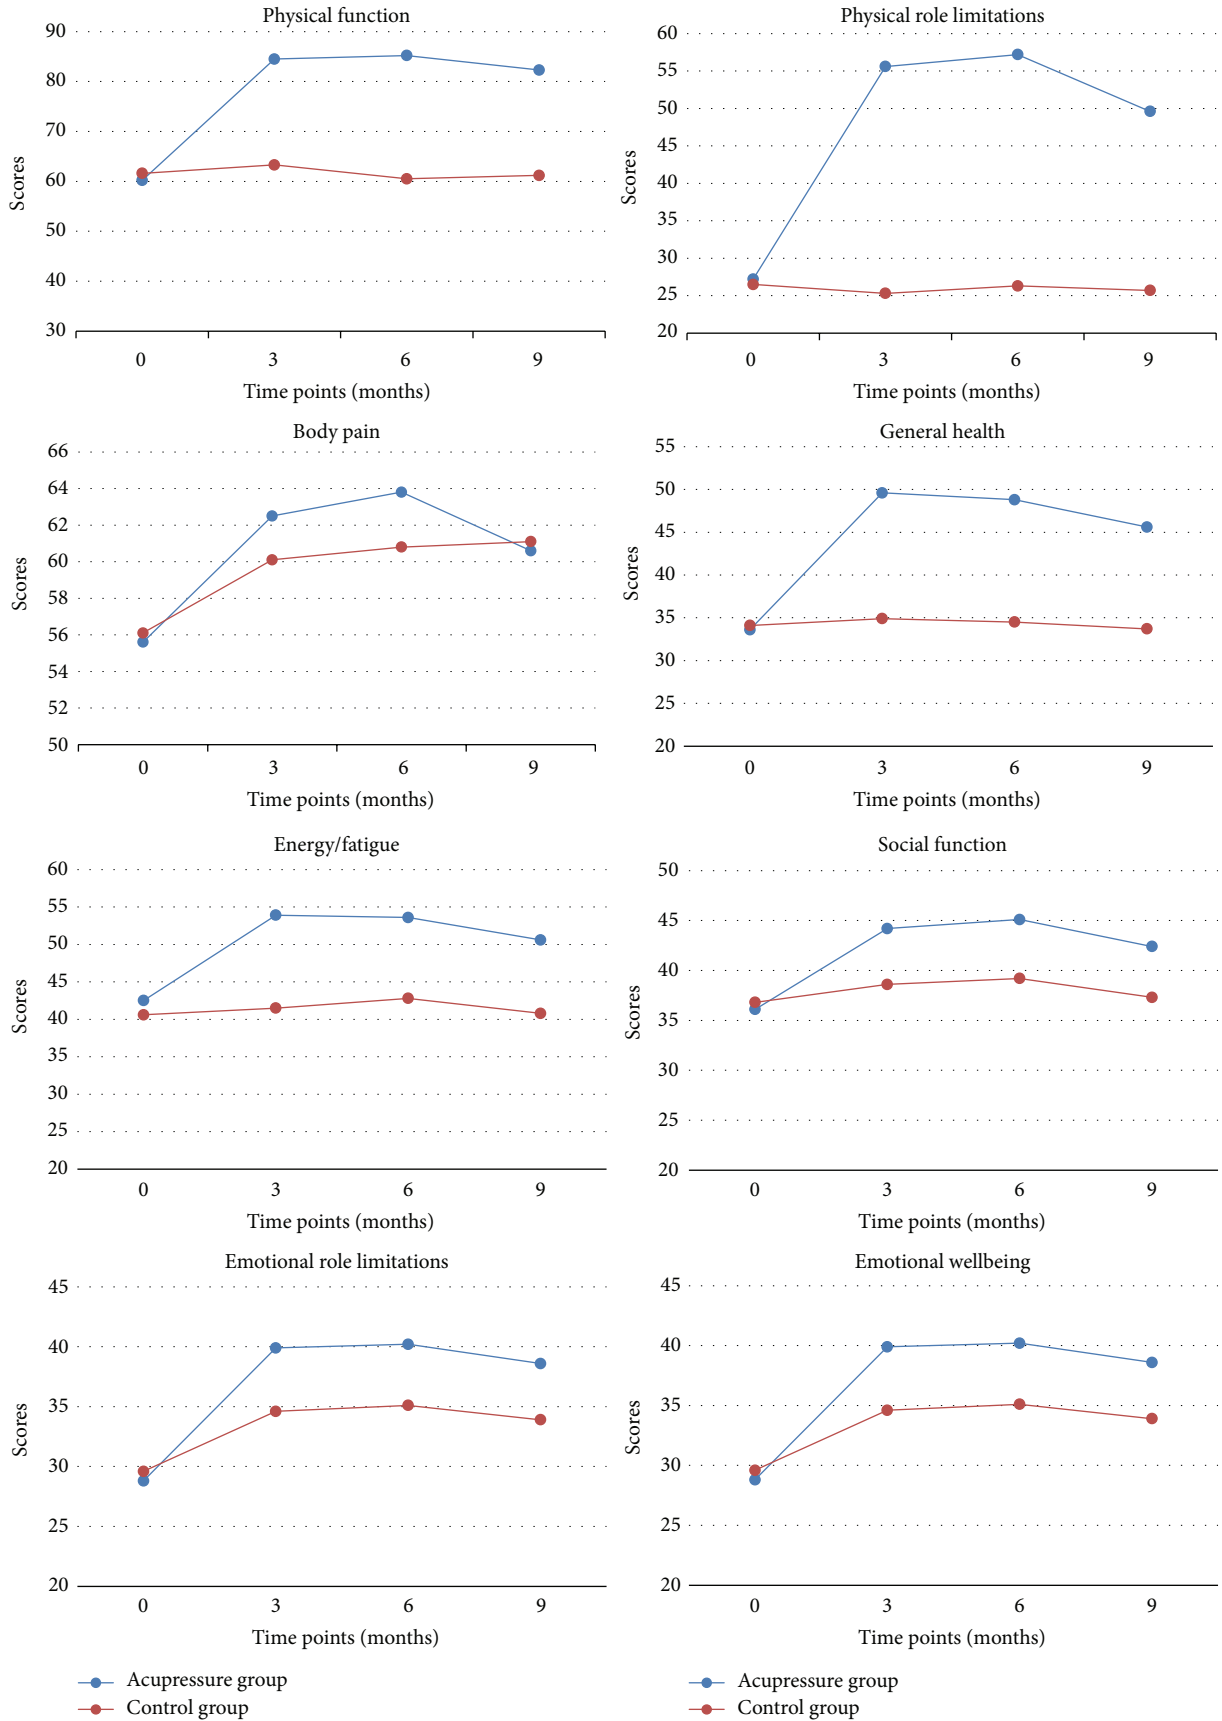 Physical function
90
80
70
60
50
40
30
Scores
0 3 6 9
Time points (months)
Physical role limitations
60
55
50
45
40
35
30
25
20
Scores
0 3 6 9
Time points (months)
Body pain
66
64
62
60
58
56
54
52
50
Scores
0 3 6 9
Time points (months)
General health
55
50
45
40
35
30
25
20
Scores
0 3 6 9
Time points (months)
Energy/fatigue
60
55
50
45
40
35
30
25
20
Scores
0 3 6 9
Time points (months)
Social function
50
45
40
35
30
25
20
Scores
0 3 6 9
Time points (months)
Emotional role limitations
45
40
35
30
25
20
Scores
0 3 6 9
Time points (months)
Emotional wellbeing
45
40
35
30
25
20
Scores
0 3 6 9
Time points (months)
Acupressure group
Control group
Acupressure group
Control group